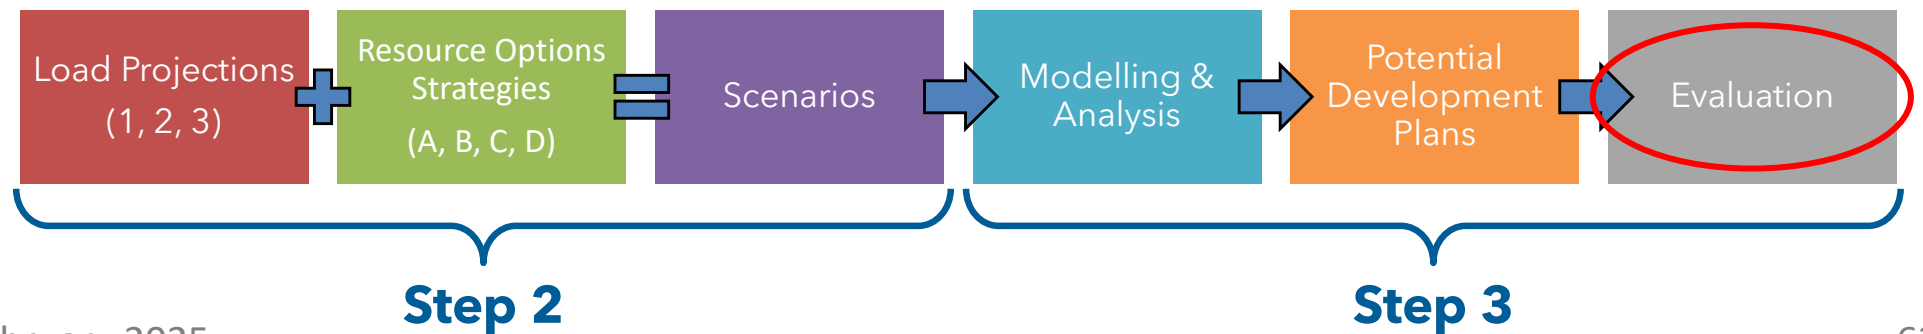 Load Projections
(1, 2, 3)
Resource Options
Strategies
(A, B, C, D)
Scenarios
Modelling &
Analysis
Potential
Development
Plans
Evaluation
Step 2
Step 3
2025